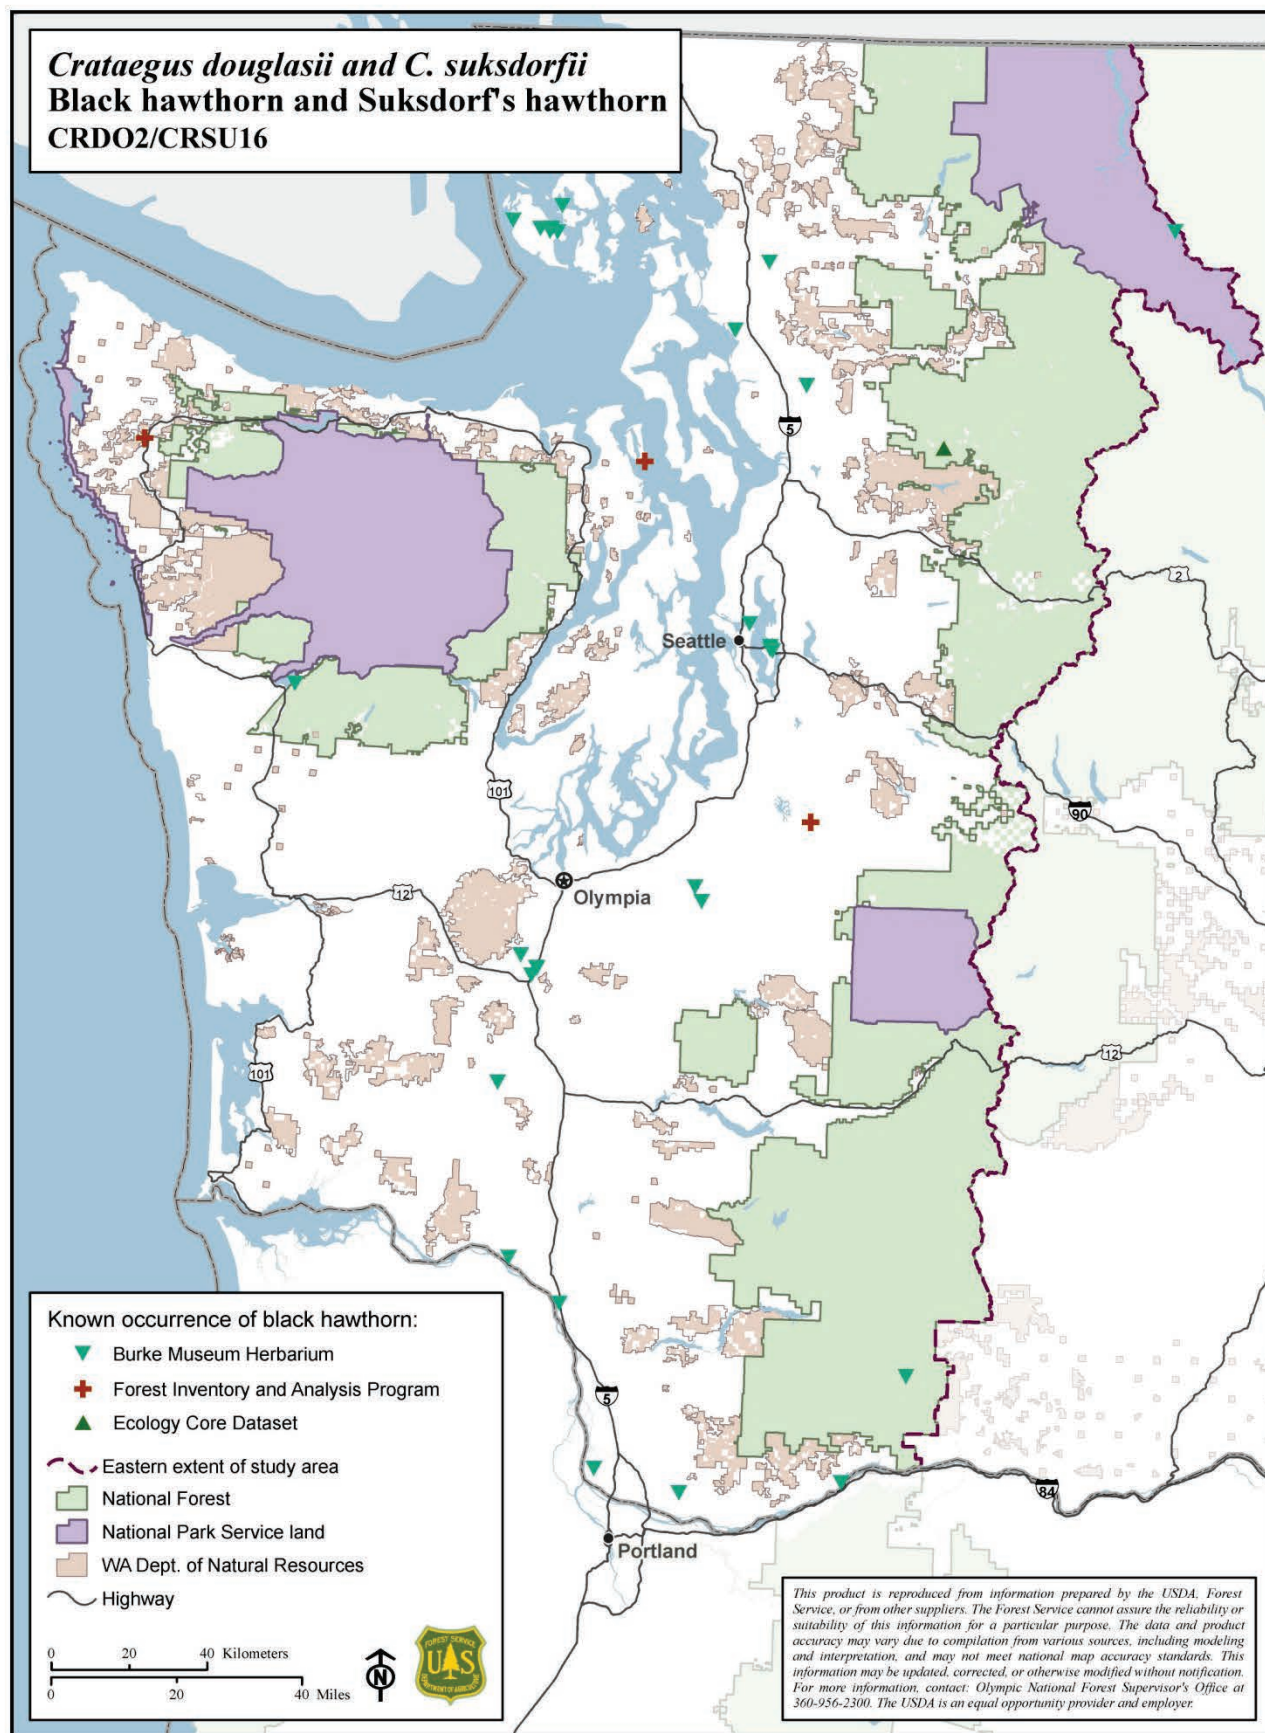 Crataegus douglasii and C. suksdorfii
Black hawthorn and Suksdorf's hawthorn
CRDO2/CRSU16
5
2
Seattle
101
90
12
Olympia
12
101
Known occurrence of black hawthorn:
Burke Museum Herbarium
Forest Inventory and Analysis Program
Ecology Core Dataset
Eastern extent of study area
National Forest
National Park Service land
WA Dept. of Natural Resources
Highway
0 20 40 Kilometers
0 20 40 Miles
N
FOREST SERVICE
U S
DEPARTMENT OF AGRICULTURE
5
84
Portland
This product is reproduced from information prepared by the USDA, Forest
Service, or from other suppliers. The Forest Service cannot assure the reliability or
suitability of this information for a particular purpose. The data and product
accuracy may vary due to compilation from various sources, including modeling
and interpretation, and may not meet national map accuracy standards. This
information may be updated, corrected, or otherwise modified without notification.
For more information, contact: Olympic National Forest Supervisor's Office at
360-956-2300. The USDA is an equal opportunity provider and employer.